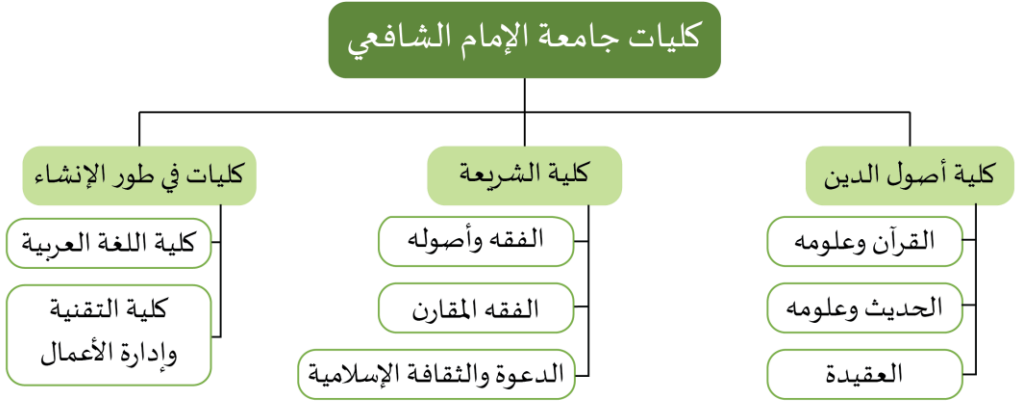 كليات جامعة الإمام الشافعي
كلية أصول الدين
القرآن وعلومه
الحديث وعلومه
العقيدة
كلية الشريعة
الفقه وأصوله
الفقه المقارن
الدعوة والثقافة الإسلامية
كليات في طور الإنشاء
كلية اللغة العربية
كلية التقنية
وإدارة الأعمال